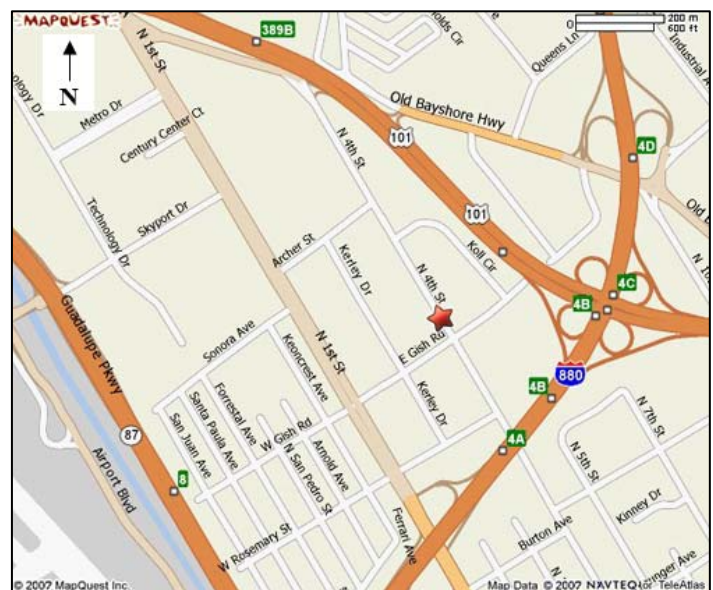 MAPQUEST
N
389B
200 m
0
600 ft
N 1st St
Queens Ln
Metro Dr
Century Center Ct
Old Bayshore Hwy
N 4th St
101
4D
Technology Dr
Skyport Dr
101
Archer St
Kerley Dr
Koll Cir
N 4th St
4C
4B
Guadalupe Pkwy
Sonora Ave
N 1st St
E Gish Rd
Keoncrest Ave
880
4B
Kerley Dr
87
Forrestal Ave
Santa Paula Ave
San Juan Ave
W Gish Rd
N 7th St
4A
N 5th St
8
Arnold Ave
N San Pedro St
Airport Blvd
Kinney Dr
W Rosemary St
Ferrari Ave
Burton Ave
© 2007 MapQuest Inc.
Map Data © 2007 NAVTEQ or TeleAtlas